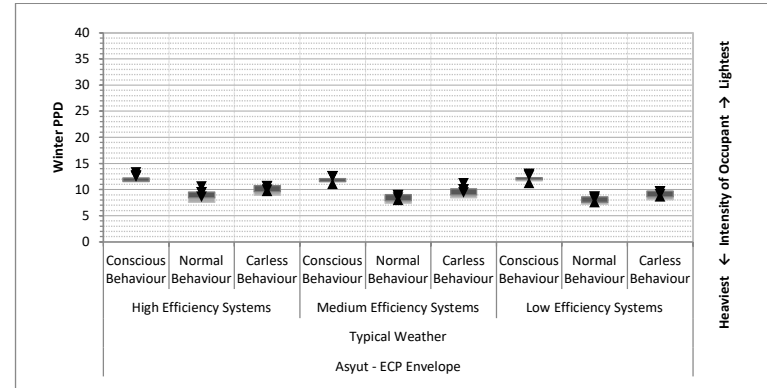 40
35
30
25
20
15
10
5
0
Winter PPD
Conscious Behaviour
Normal Behaviour
Carless Behaviour
Conscious Behaviour
Normal Behaviour
Carless Behaviour
Conscious Behaviour
Normal Behaviour
Carless Behaviour
High Efficiency Systems
Medium Efficiency Systems
Low Efficiency Systems
Typical Weather
Asyut - ECP Envelope
Heaviest ← Intensity of Occupant → Lightest